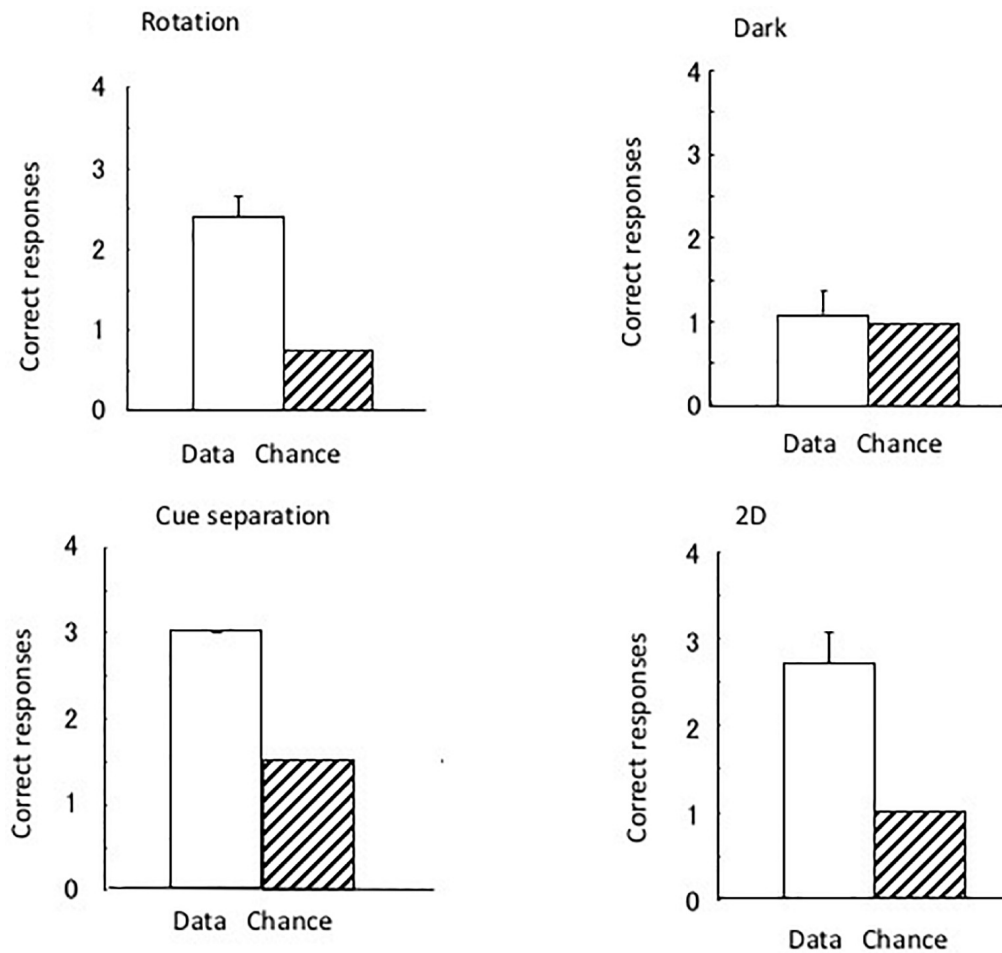 Rotation
Correct responses
4
3
2
1
0
Data Chance
Dark
Correct responses
4
3
2
1
0
Data Chance
Cue separation
Correct responses
4
3
2
1
0
Data Chance
2D
Correct responses
4
3
2
1
0
Data Chance